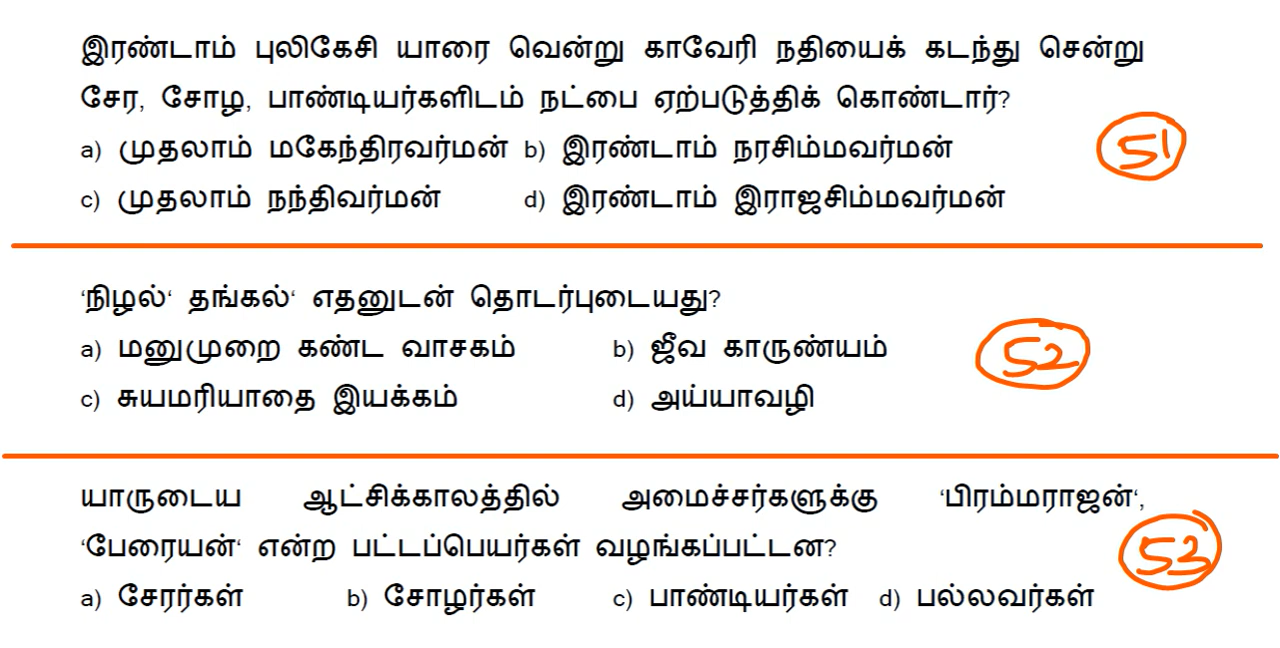 இரண்டாம் புலிகேசி யாரை வென்று காவேரி நதியைக் கடந்து சென்று
சேர, சோழ, பாண்டியர்களிடம் நட்பை ஏற்படுத்திக் கொண்டார்?
a) முதலாம் மகேந்திரவர்மன் b) இரண்டாம் நரசிம்மவர்மன்
51
c) முதலாம் நந்திவர்மன் d) இரண்டாம் இராஜசிம்மவர்மன்
‘நிழல்‘ தங்கல்‘ எதனுடன் தொடர்புடையது?
a) மனுமுறை கண்ட வாசகம் b) ஜீவ காருண்யம்
52
c) சுயமரியாதை இயக்கம் d) அய்யாவழி
யாருடைய ஆட்சிக்காலத்தில் அமைச்சர்களுக்கு ‘பிரம்மராஜன்‘,
‘பேரையன்‘ என்ற பட்டப்பெயர்கள் வழங்கப்பட்டன?
53
a) சேரர்கள் b) சோழர்கள் c) பாண்டியர்கள் d) பல்லவர்கள்